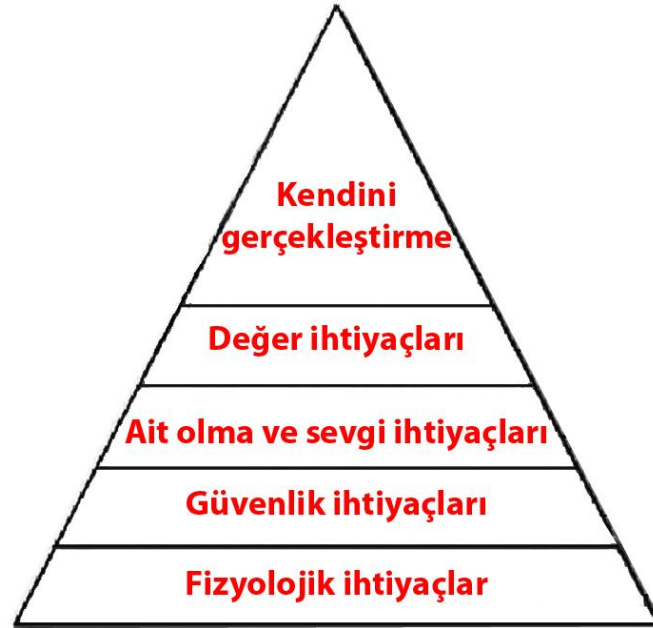 Kendini
gerçekleştirme
Değer ihtiyaçları
Ait olma ve sevgi ihtiyaçları
Güvenlik ihtiyaçları
Fizyolojik ihtiyaçlar